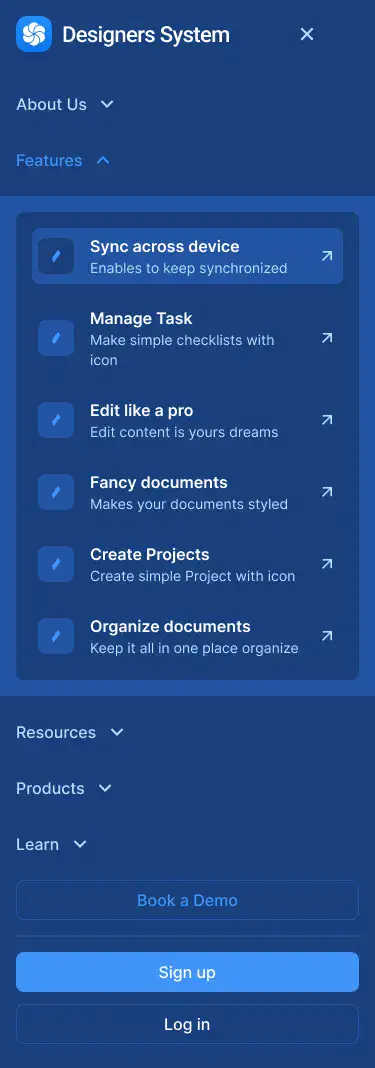 Designers System
About Us
Features
Sync across device
Enables to keep synchronized
Manage Task
Make simple checklists with
icon
Edit like a pro
Edit content is yours dreams
Fancy documents
Makes your documents styled
Create Projects
Create simple Project with icon
Organize documents
Keep it all in one place organize
Resources
Products
Learn
Book a Demo
Sign up
Log in